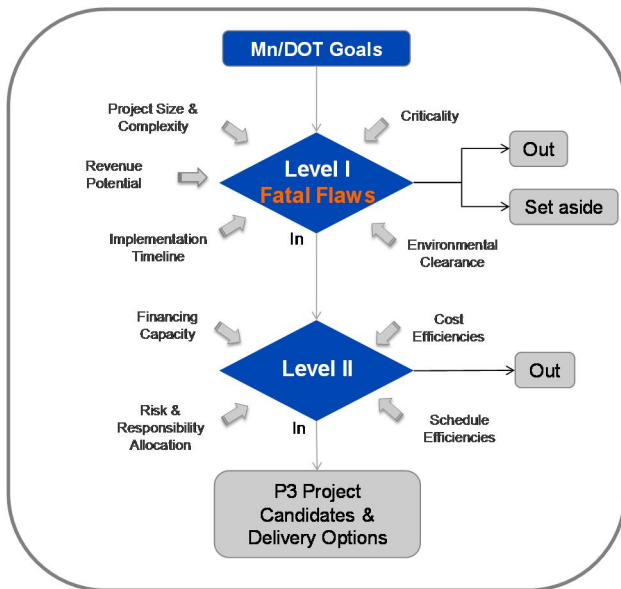 Mn/DOT Goals
Project Size &
Complexity
Criticality
Revenue
Potential
Level I
Fatal Flaws
Out
Set aside
Implementation
Timeline
In
Environmental
Clearance
Financing
Capacity
Cost
Efficiencies
Level II
Out
Risk &
Responsibility
Allocation
In
Schedule
Efficiencies
P3 Project
Candidates &
Delivery Options